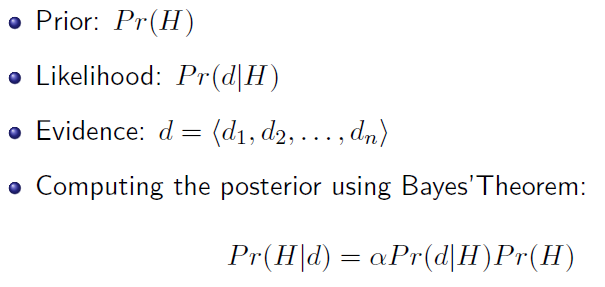 Prior: Pr(H)
Likelihood: Pr(d|H)
Evidence: d = ⟨d₁, d₂, . . . , dₙ⟩
Computing the posterior using Bayes'Theorem:
Pr(H|d) = αPr(d|H)Pr(H)